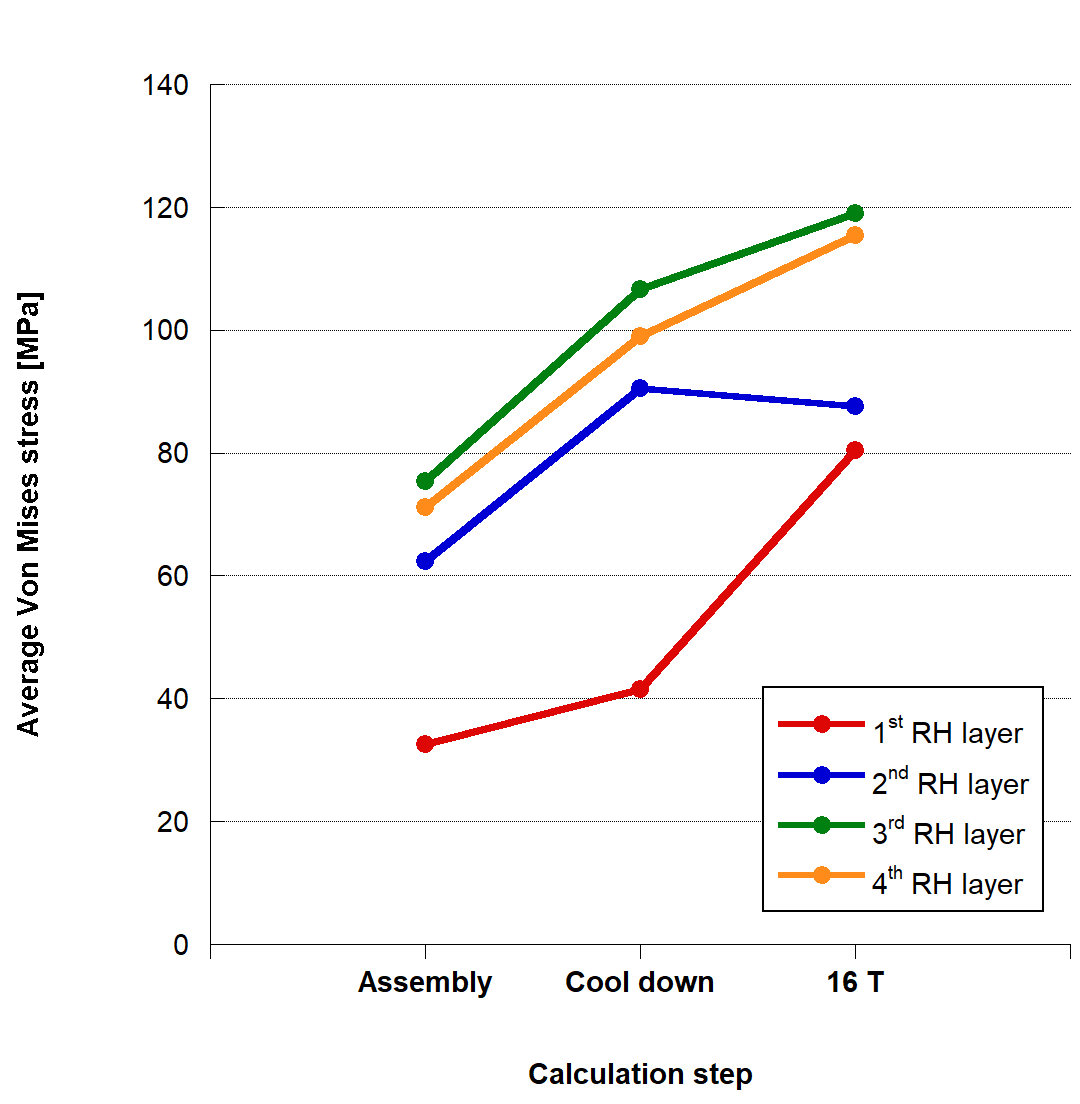 140
120
100
80
60
40
20
0
Average Von Mises stress [MPa]
1st RH layer
2nd RH layer
3rd RH layer
4th RH layer
Assembly Cool down 16 T
Calculation step